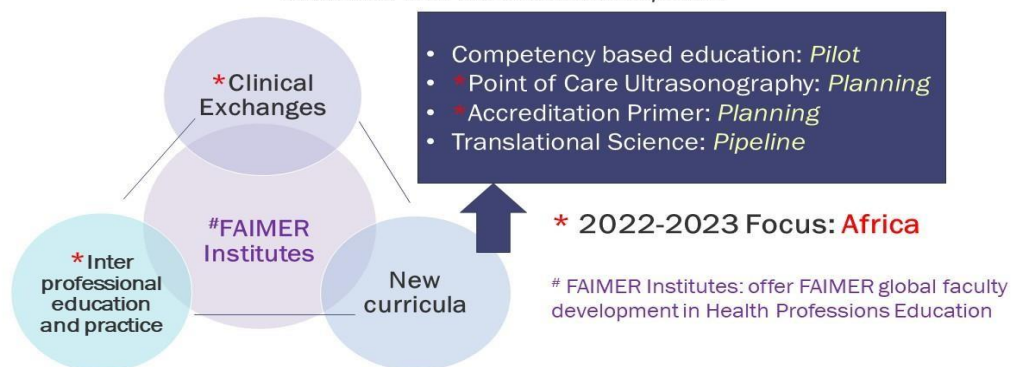 * Clinical
Exchanges
#FAIMER
Institutes
* Inter
professional
education
and practice
New
curricula
• Competency based education: Pilot
• *Point of Care Ultrasonography: Planning
• *Accreditation Primer: Planning
• Translational Science: Pipeline
* 2022-2023 Focus: Africa
# FAIMER Institutes: offer FAIMER global faculty
development in Health Professions Education